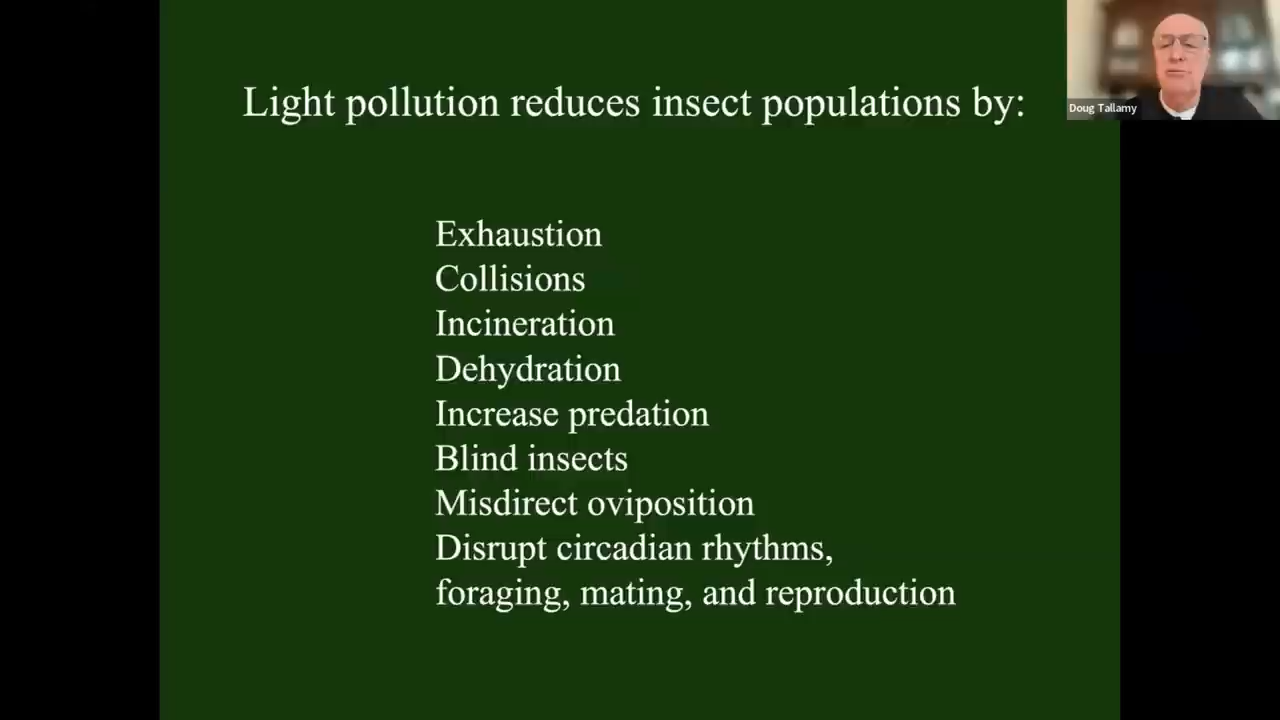 Light pollution reduces insect populations by:
Doug Tallamy
Exhaustion
Collisions
Incineration
Dehydration
Increase predation
Blind insects
Misdirect oviposition
Disrupt circadian rhythms,
foraging, mating, and reproduction